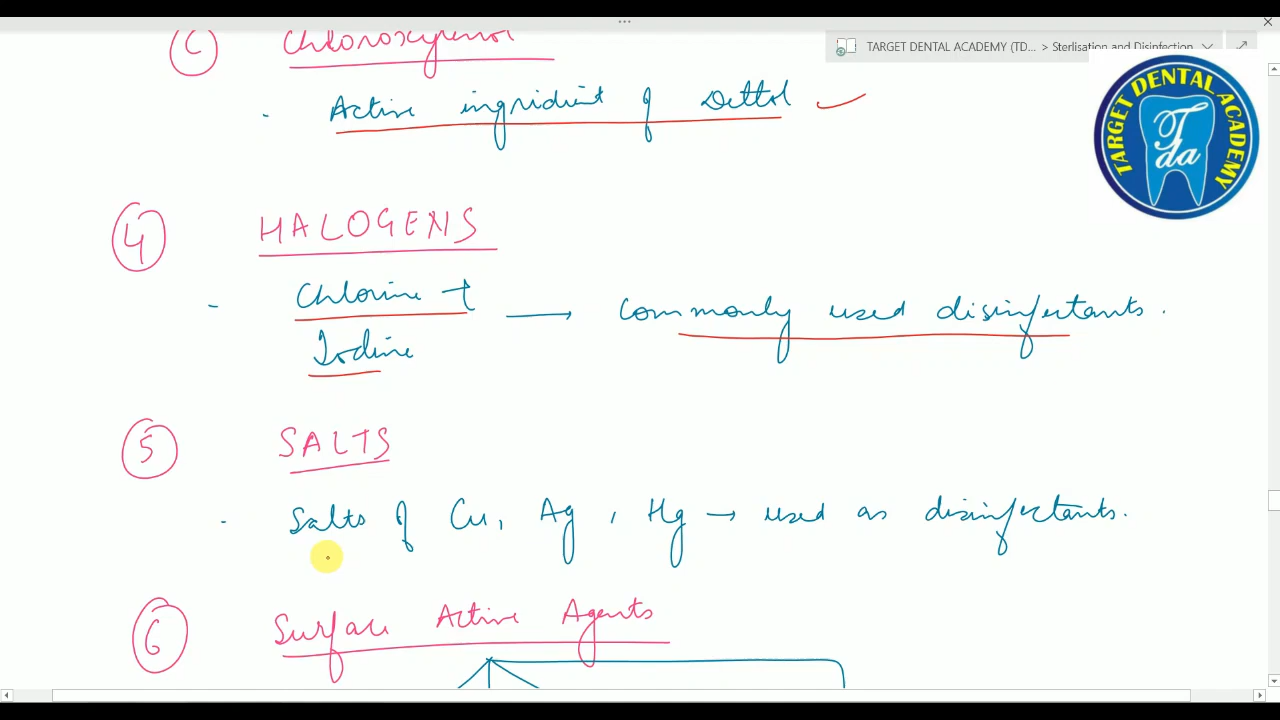 TARGET DENTAL ACADEMY (TD... > Sterlisation and Disinfection
C Chloroxylenol
- Active ingridient of Dettol
TARGET DENTAL ACADEMY
Tda
4 HALOGENS
- Chlorine +
Iodine → commonly used disinfectants.
5 SALTS
- Salts of Cu, Ag, Hg → used as disinfectants.
6 Surface Active Agents